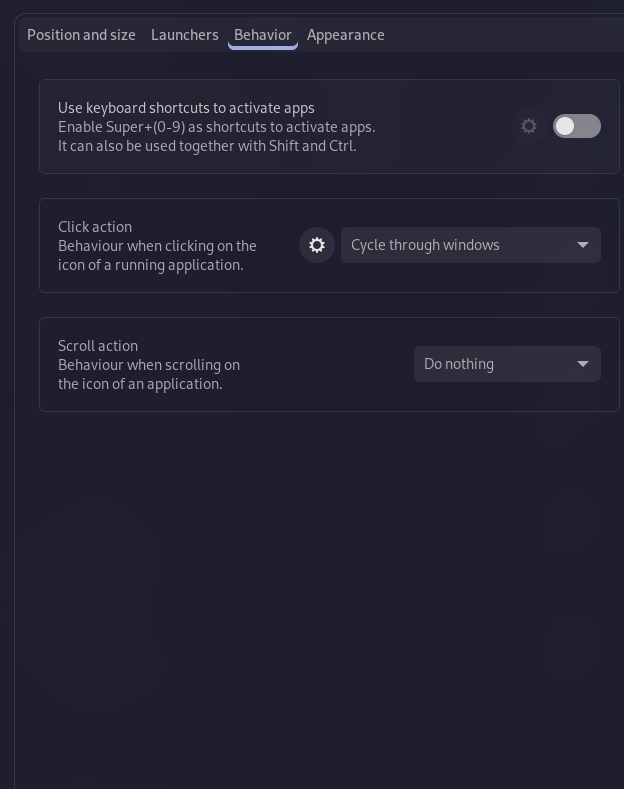 Position and size Launchers Behavior Appearance
Use keyboard shortcuts to activate apps
Enable Super+(0-9) as shortcuts to activate apps.
It can also be used together with Shift and Ctrl.
Click action
Behaviour when clicking on the
icon of a running application.
Cycle through windows
Scroll action
Behaviour when scrolling on
the icon of an application.
Do nothing